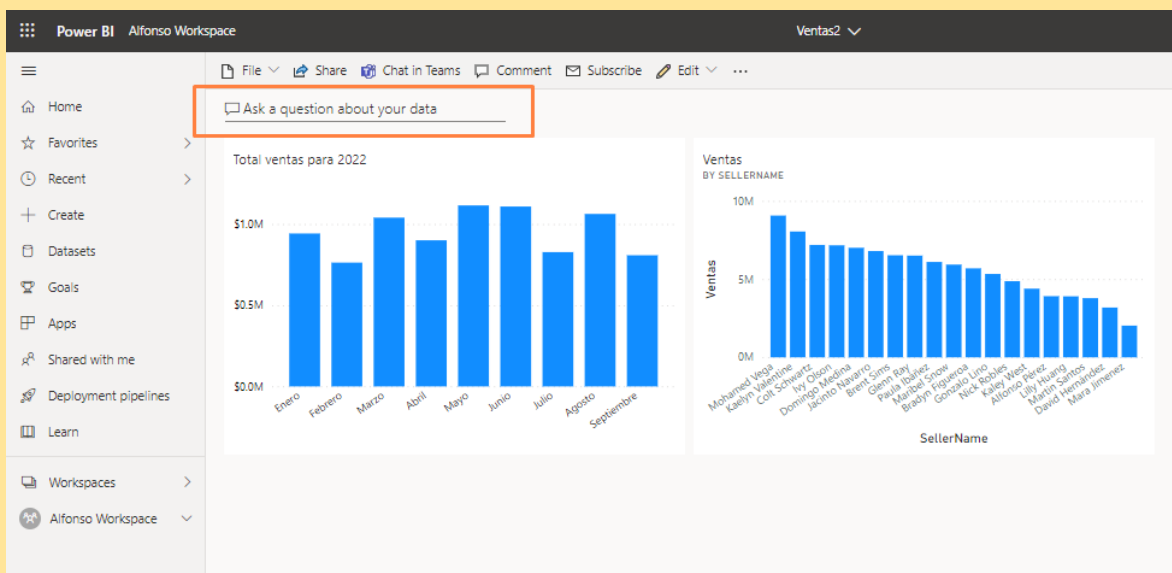 Power BI Alfonso Workspace
Ventas2
File Share Chat in Teams Comment Subscribe Edit ...
Home
Favorites
Recent
Create
Datasets
Goals
Apps
Shared with me
Deployment pipelines
Learn
Workspaces
Alfonso Workspace
Ask a question about your data
Total ventas para 2022
$1.0M
$0.5M
$0.0M
Enero Febrero Marzo Abril Mayo Junio Julio Agosto Septiembre
Ventas
BY SELLERNAME
10M
5M
0M
Ventas
Mohamed Vega Kaelyn Valentine Colt Schwartz Ivy Olson Domingo Medina Jacinto Navarro Brent Sims Glenn Ray Paula Ibáñez Maribel Snow Bradyn Figueroa Gonzalo Lino Nick Robles Kaley West Alfonso Pérez Lilly Huang Martin Santos David Hernández Mara Jimenez
SellerName